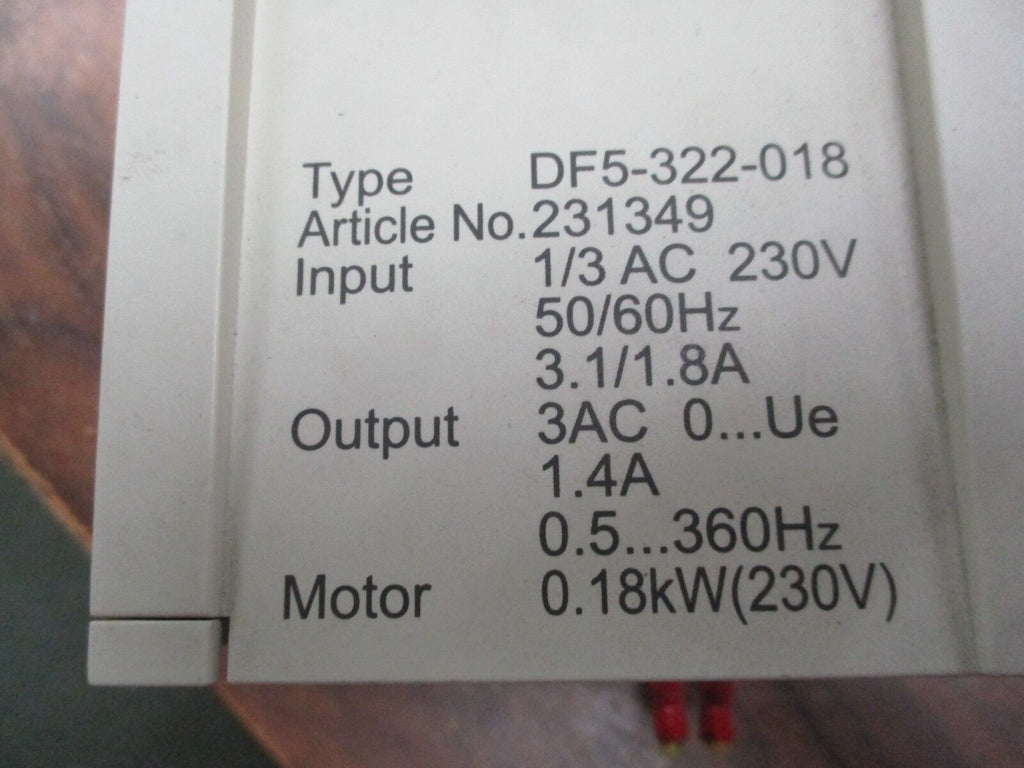 Type DF5-322-018
Article No.231349
Input 1/3 AC 230V
50/60Hz
3.1/1.8A
Output 3AC 0...Ue
1.4A
0.5...360Hz
Motor 0.18kW(230V)